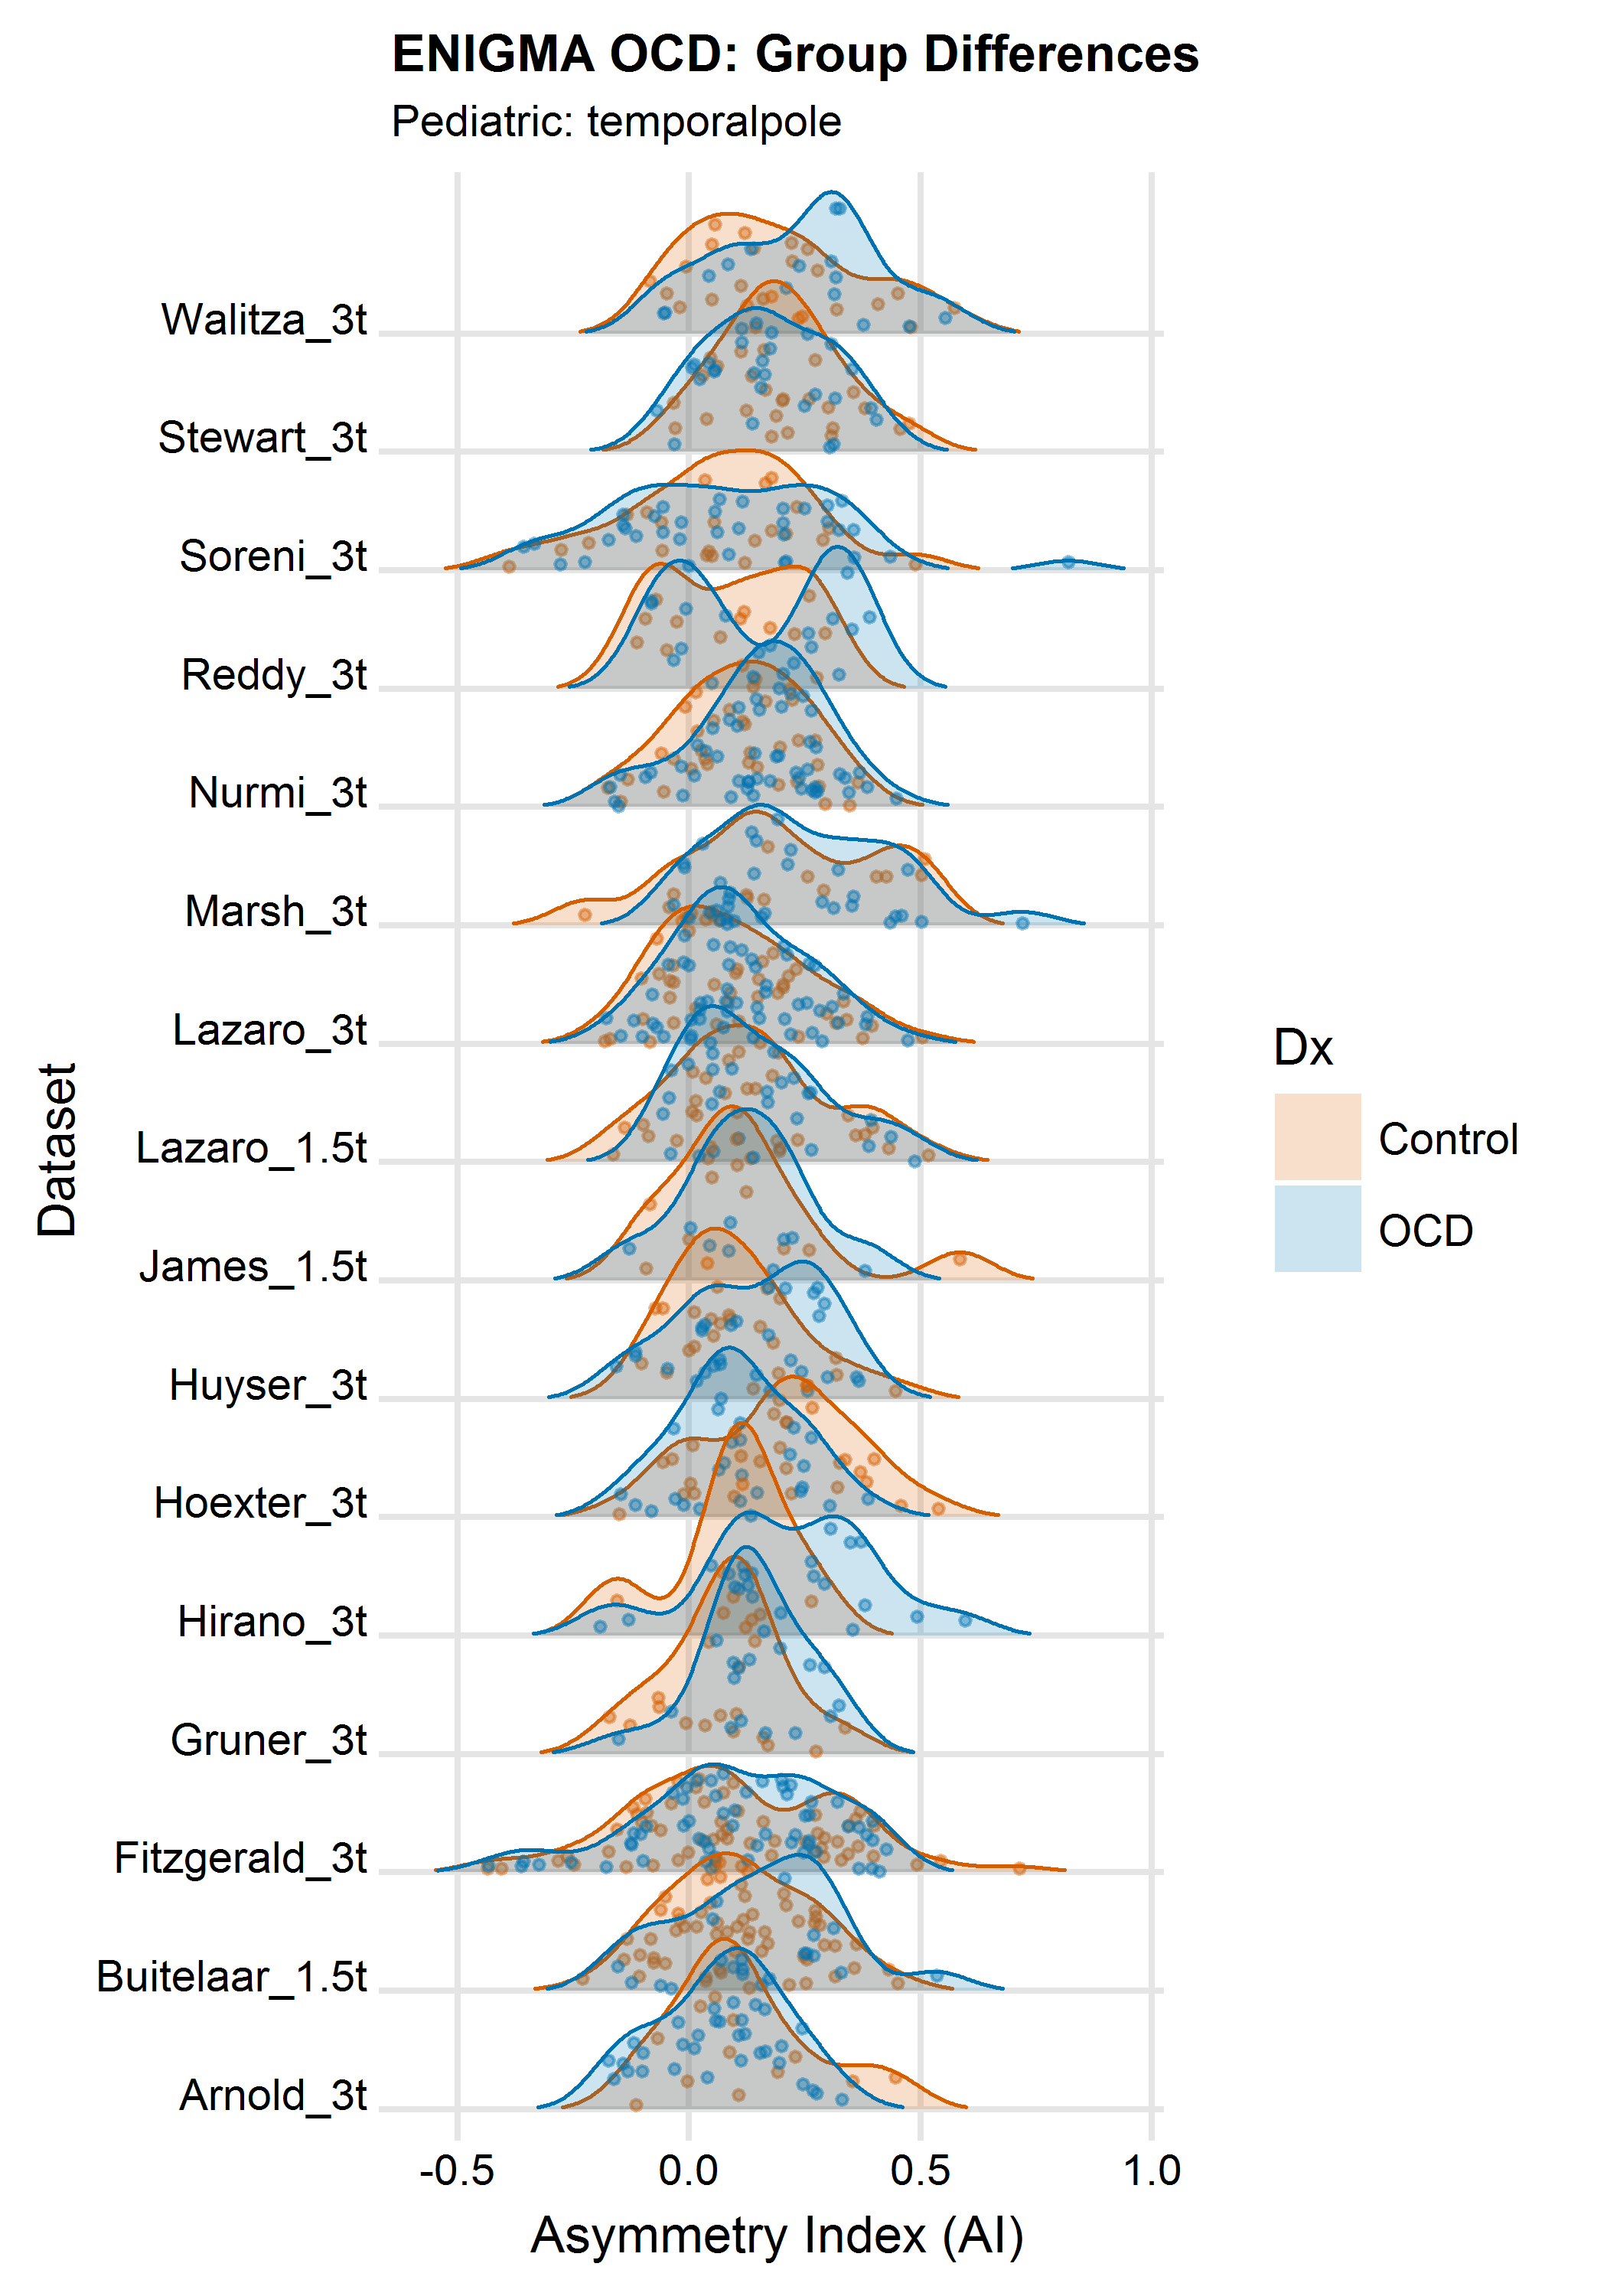 ENIGMA OCD: Group Differences
Pediatric: temporalpole
Walitza_3t
Stewart_3t
Soreni_3t
Reddy_3t
Nurmi_3t
Marsh_3t
Lazaro_3t
Lazaro_1.5t
James_1.5t
Huyser_3t
Hoexter_3t
Hirano_3t
Gruner_3t
Fitzgerald_3t
Buitelaar_1.5t
Arnold_3t
Dataset
-0.5 0.0 0.5 1.0
Asymmetry Index (AI)
Dx
Control
OCD